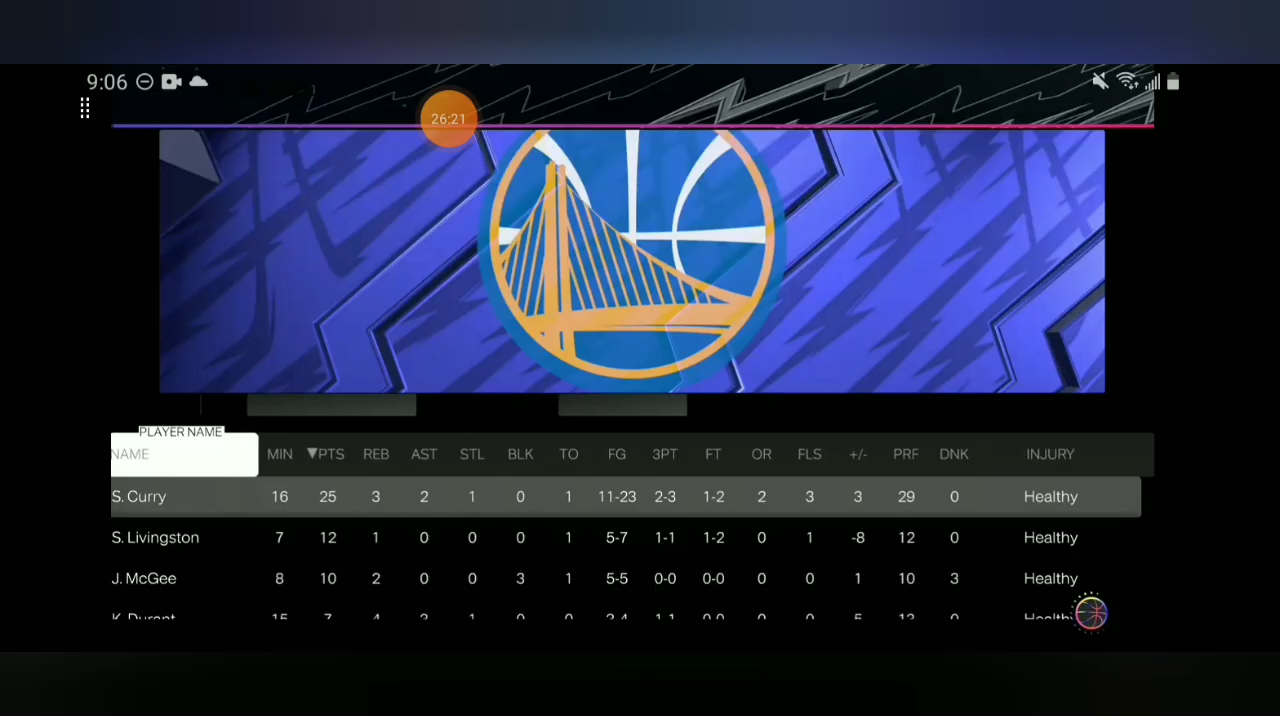 9:06
26:21
PLAYER NAME
NAME MIN ▼PTS REB AST STL BLK TO FG 3PT FT OR FLS +/- PRF DNK INJURY
S. Curry 16 25 3 2 1 0 1 11-23 2-3 1-2 2 3 3 29 0 Healthy
S. Livingston 7 12 1 0 0 0 1 5-7 1-1 1-2 0 1 -8 12 0 Healthy
J. McGee 8 10 2 0 0 3 1 5-5 0-0 0-0 0 0 1 10 3 Healthy
K. Durant 15 7